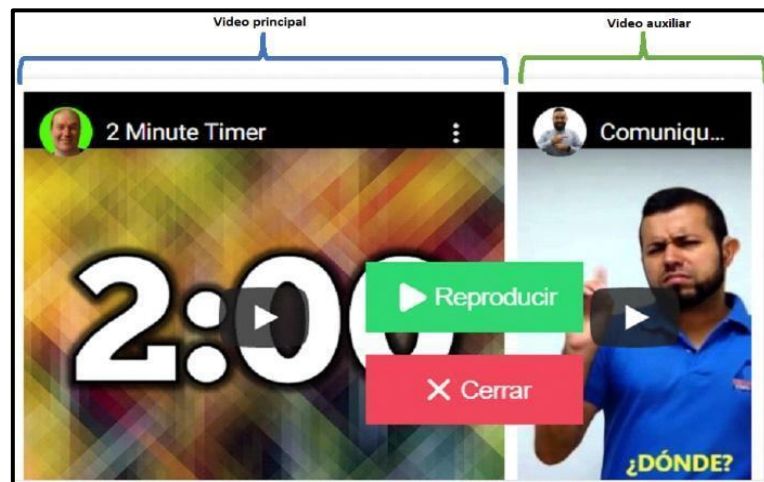 Video principal
Video auxiliar
2 Minute Timer
Comuniqu...
2:00
Reproducir
Cerrar
¿DÓNDE?